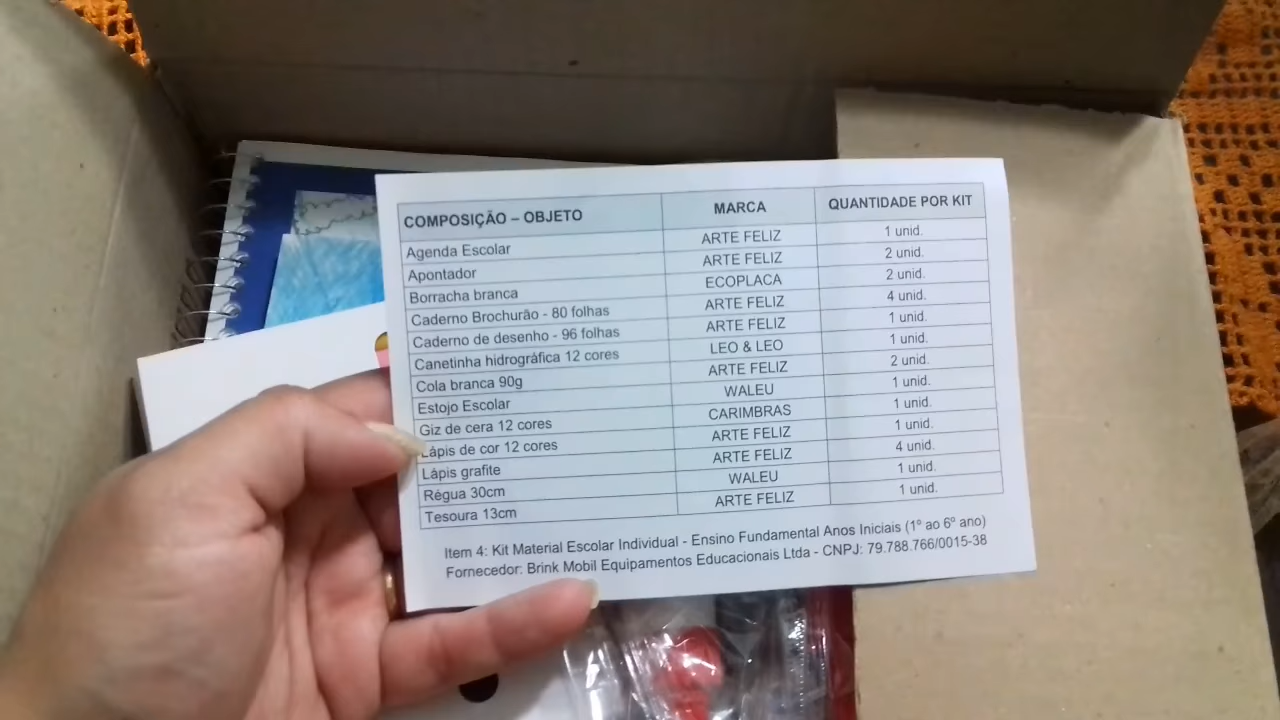 COMPOSIÇÃO – OBJETO MARCA QUANTIDADE POR KIT
Agenda Escolar ARTE FELIZ 1 unid.
Apontador ARTE FELIZ 2 unid.
Borracha branca ECOPLACA 2 unid.
Caderno Brochurão - 80 folhas ARTE FELIZ 4 unid.
Caderno de desenho - 96 folhas ARTE FELIZ 1 unid.
Canetinha hidrográfica 12 cores LEO & LEO 1 unid.
Cola branca 90g ARTE FELIZ 2 unid.
Estojo Escolar WALEU 1 unid.
Giz de cera 12 cores CARIMBRAS 1 unid.
Lápis de cor 12 cores ARTE FELIZ 1 unid.
Lápis grafite ARTE FELIZ 4 unid.
Régua 30cm WALEU 1 unid.
Tesoura 13cm ARTE FELIZ 1 unid.
Item 4: Kit Material Escolar Individual - Ensino Fundamental Anos Iniciais (1º ao 6º ano)
Fornecedor: Brink Mobil Equipamentos Educacionais Ltda - CNPJ: 79.788.766/0015-38